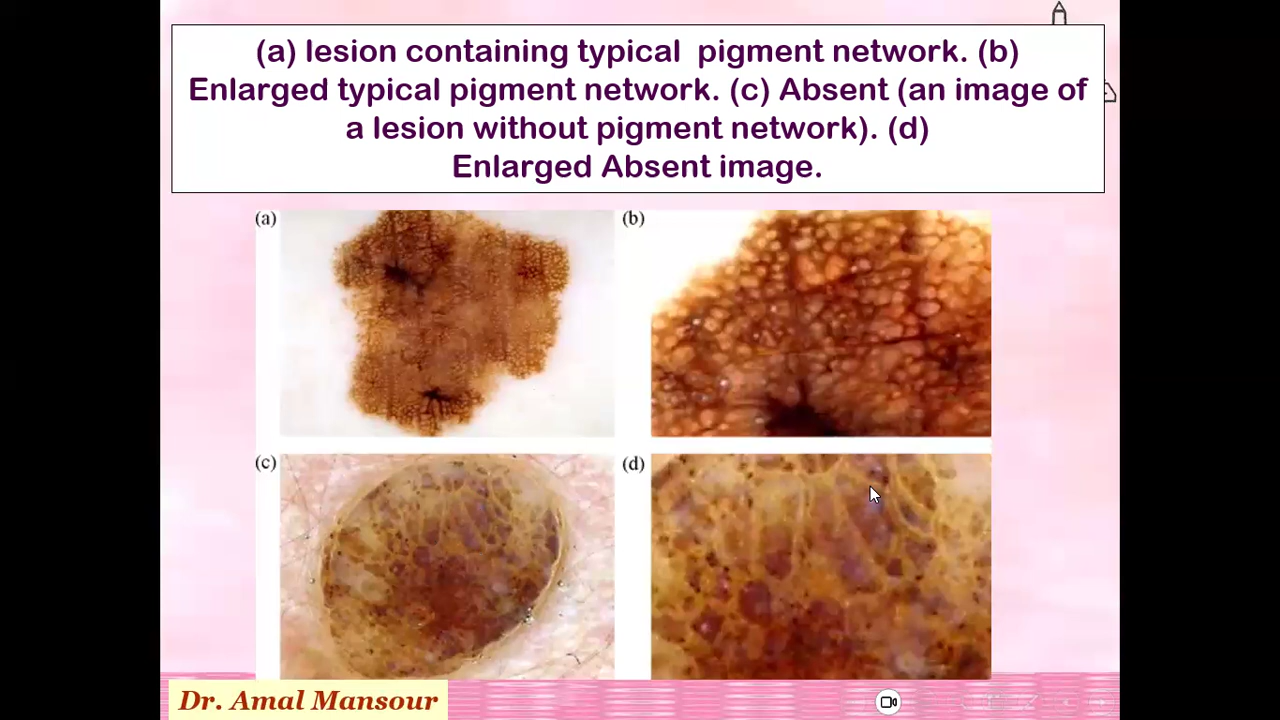 (a) lesion containing typical pigment network. (b)
Enlarged typical pigment network. (c) Absent (an image of
a lesion without pigment network). (d)
Enlarged Absent image.
(a)
(b)
(c)
(d)
Dr. Amal Mansour